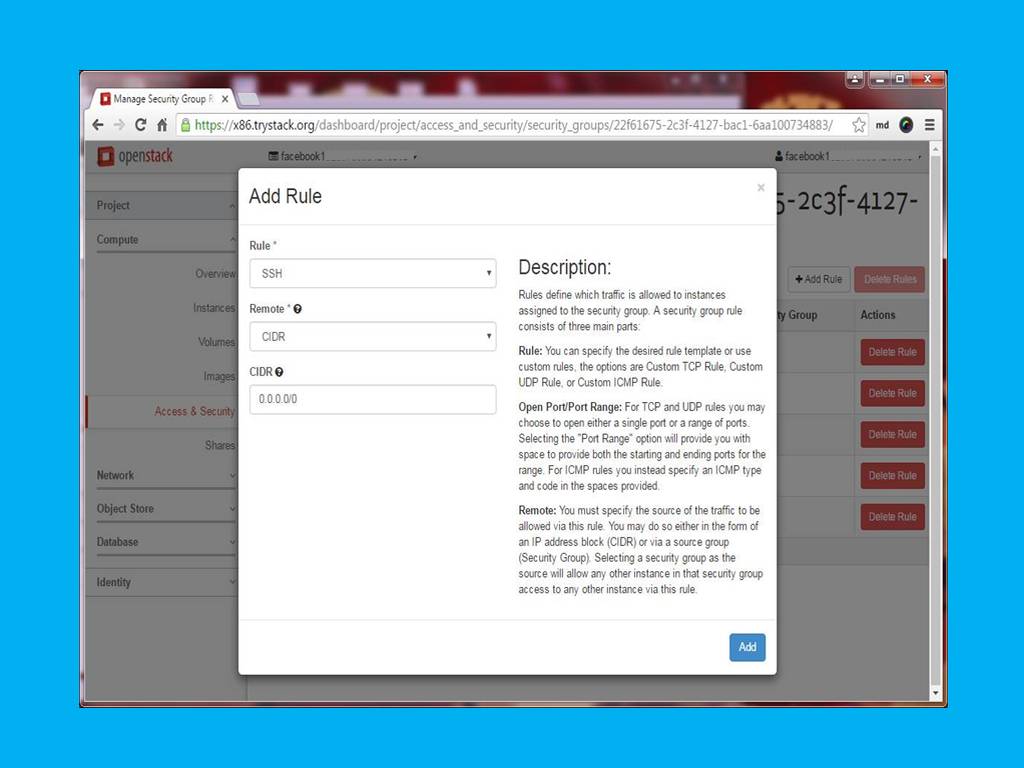 Manage Security Group R
https://x86.trystack.org/dashboard/project/access_and_security/security_groups/22f61675-2c3f-4127-bac1-6aa100734883/
md
openstack
facebook1
facebook1
5-2c3f-4127-
Project
Compute
Overview
Instances
Volumes
Images
Access & Security
Shares
Network
Object Store
Database
Identity
+ Add Rule
Delete Rules
ty Group
Actions
Delete Rule
Delete Rule
Delete Rule
Delete Rule
Delete Rule
Add Rule
×
Rule *
SSH
Remote *
CIDR
CIDR
0.0.0.0/0
Description:
Rules define which traffic is allowed to instances
assigned to the security group. A security group rule
consists of three main parts:
Rule: You can specify the desired rule template or use
custom rules, the options are Custom TCP Rule, Custom
UDP Rule, or Custom ICMP Rule.
Open Port/Port Range: For TCP and UDP rules you may
choose to open either a single port or a range of ports.
Selecting the "Port Range" option will provide you with
space to provide both the starting and ending ports for the
range. For ICMP rules you instead specify an ICMP type
and code in the spaces provided.
Remote: You must specify the source of the traffic to be
allowed via this rule. You may do so either in the form of
an IP address block (CIDR) or via a source group
(Security Group). Selecting a security group as the
source will allow any other instance in that security group
access to any other instance via this rule.
Add